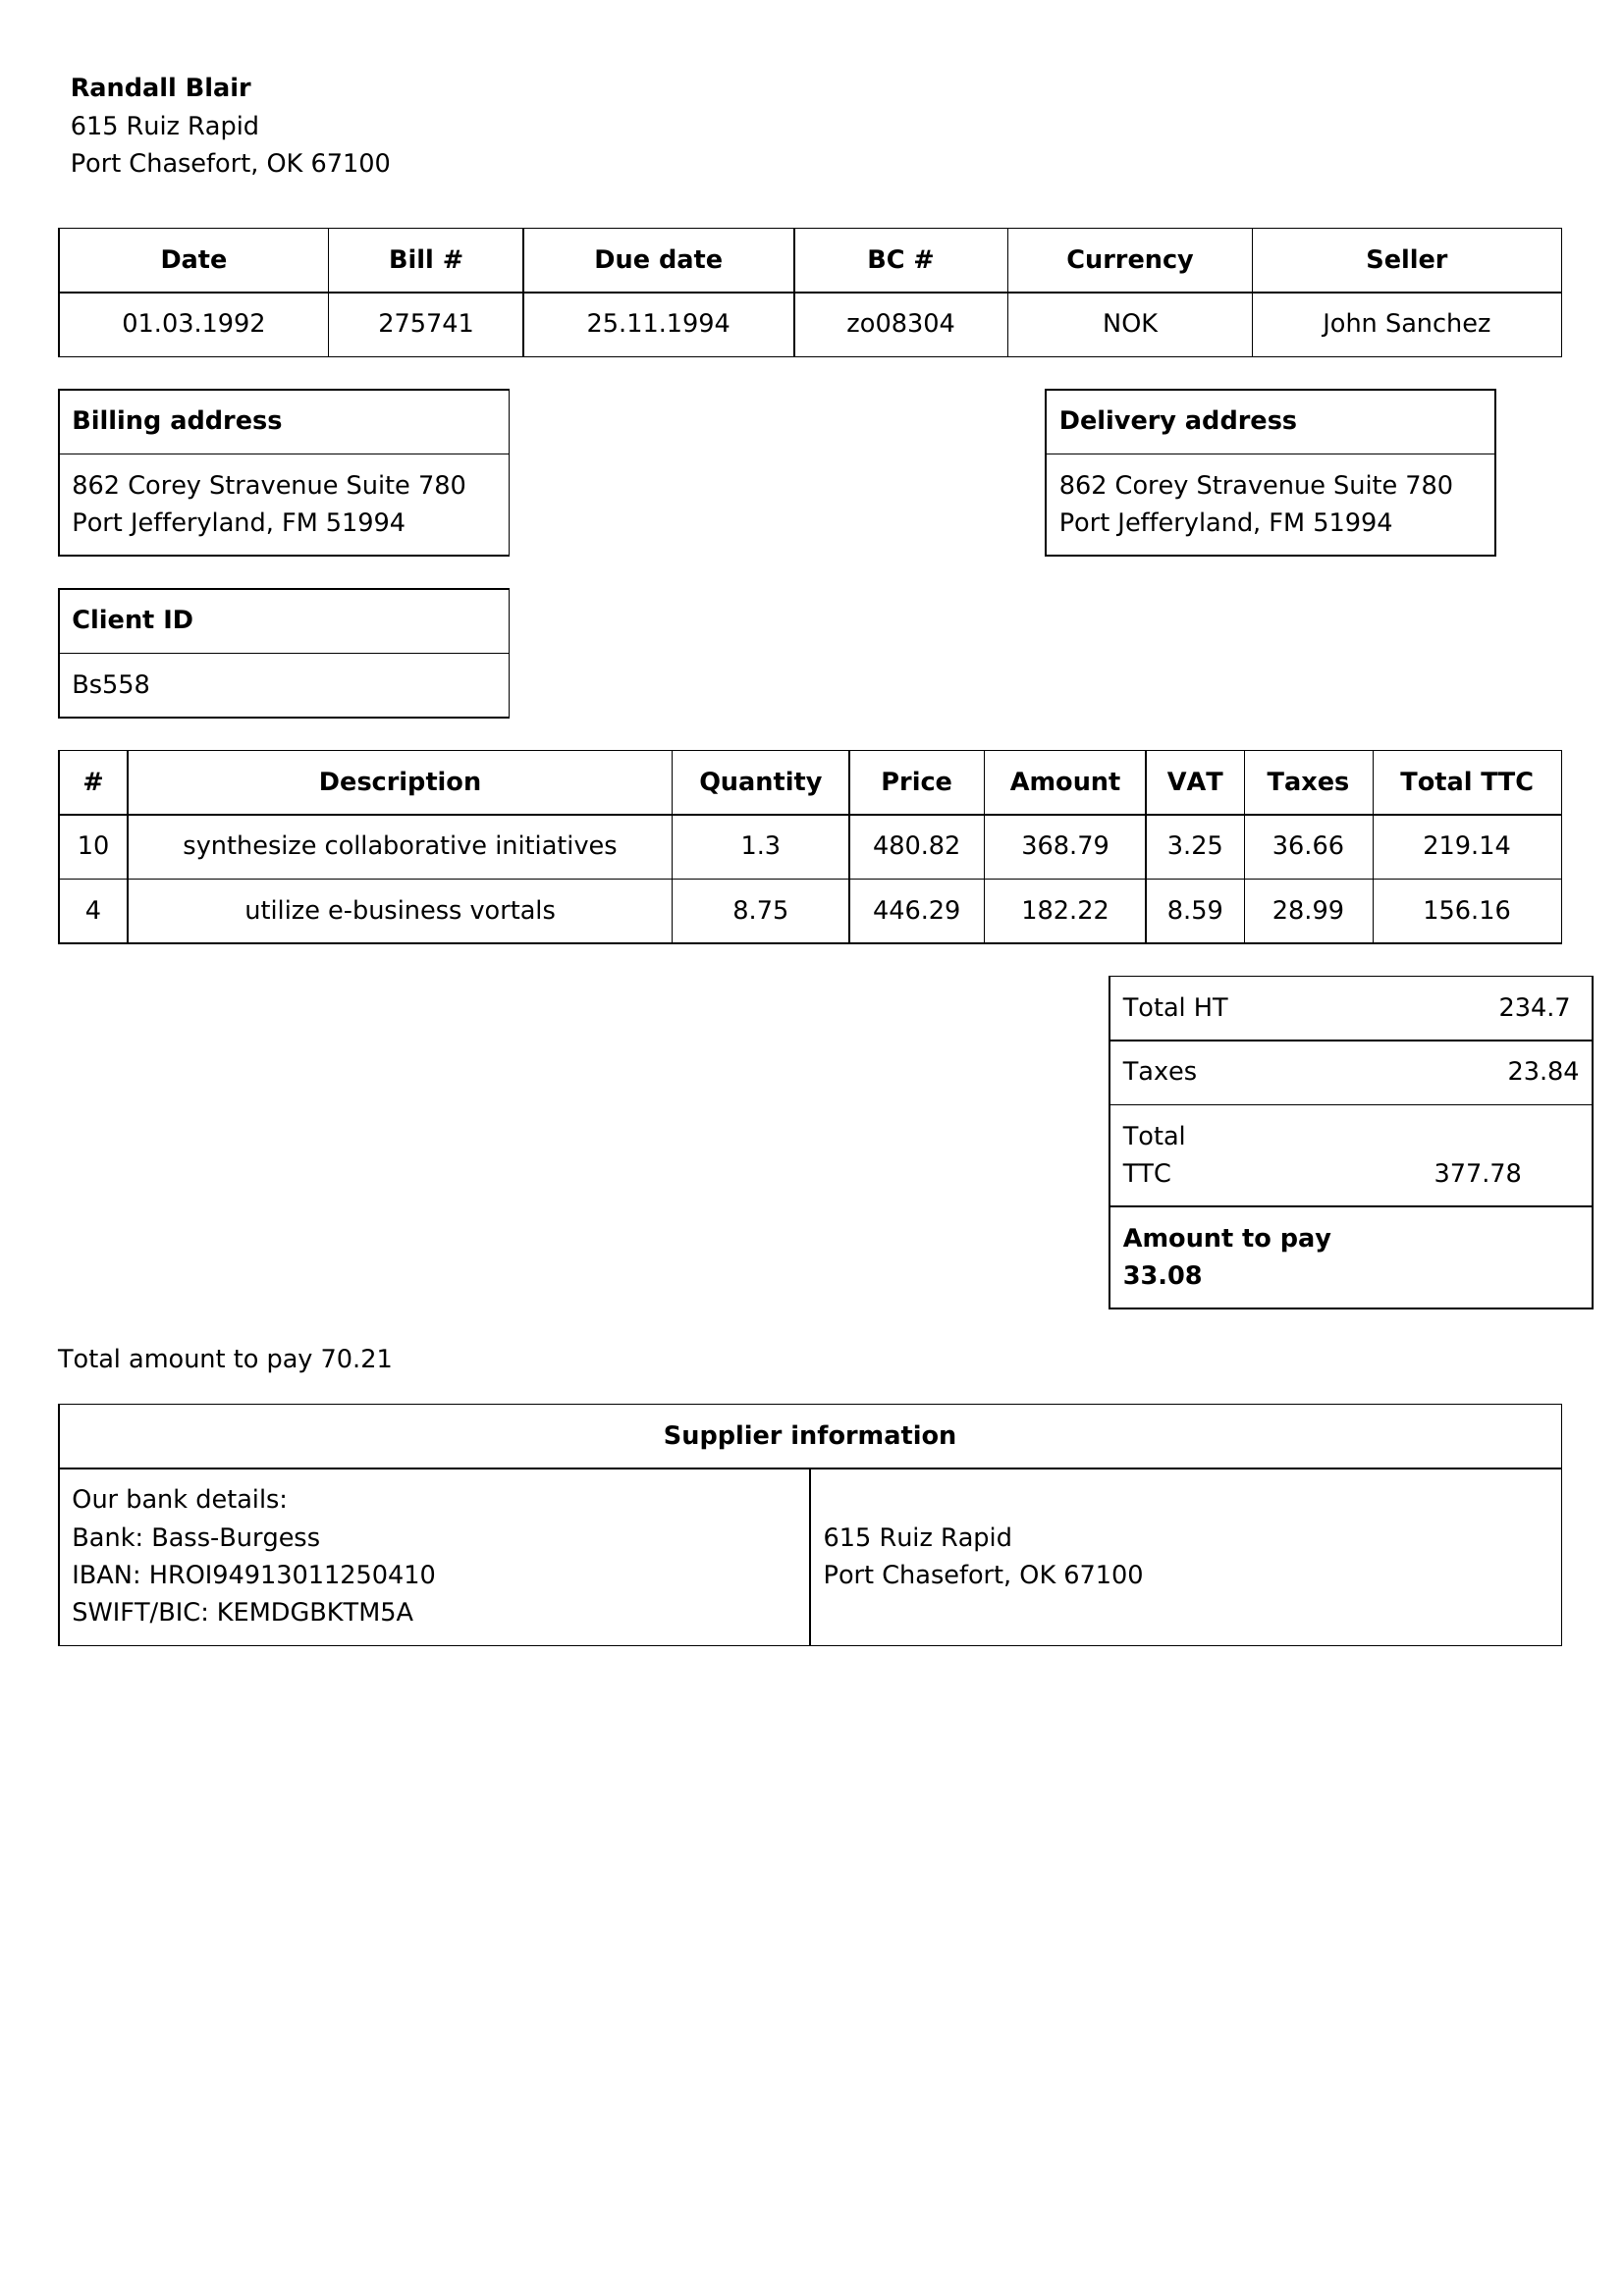 Randall Blair
615 Ruiz Rapid
Port Chasefort, OK 67100
Date Bill # Due date BC # Currency Seller
01.03.1992 275741 25.11.1994 zo08304 NOK John Sanchez
Billing address
862 Corey Stravenue Suite 780
Port Jefferyland, FM 51994
Delivery address
862 Corey Stravenue Suite 780
Port Jefferyland, FM 51994
Client ID
Bs558
# Description Quantity Price Amount VAT Taxes Total TTC
10 synthesize collaborative initiatives 1.3 480.82 368.79 3.25 36.66 219.14
4 utilize e-business vortals 8.75 446.29 182.22 8.59 28.99 156.16
Total HT 234.7
Taxes 23.84
Total
TTC 377.78
Amount to pay
33.08
Total amount to pay 70.21
Supplier information
Our bank details:
Bank: Bass-Burgess
IBAN: HROI94913011250410
SWIFT/BIC: KEMDGBKTM5A
615 Ruiz Rapid
Port Chasefort, OK 67100